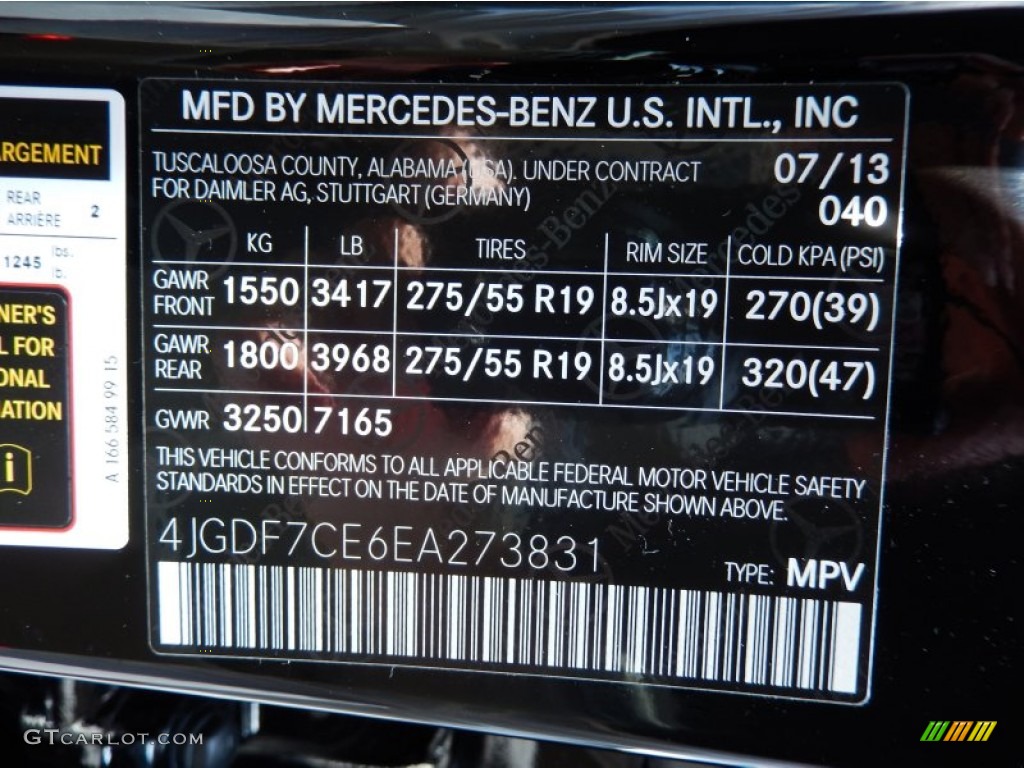 ARGEMENT
REAR
ARRIÈRE 2
1245 lbs.
lb.
NER'S
L FOR
ONAL
MATION
i
A 166 584 99 15
MFD BY MERCEDES-BENZ U.S. INTL., INC
TUSCALOOSA COUNTY, ALABAMA (USA). UNDER CONTRACT 07/13
FOR DAIMLER AG, STUTTGART (GERMANY) 040
KG LB TIRES RIM SIZE COLD KPA (PSI)
GAWR FRONT 1550 3417 275/55 R19 8.5Jx19 270(39)
GAWR REAR 1800 3968 275/55 R19 8.5Jx19 320(47)
GVWR 3250 7165
THIS VEHICLE CONFORMS TO ALL APPLICABLE FEDERAL MOTOR VEHICLE SAFETY
STANDARDS IN EFFECT ON THE DATE OF MANUFACTURE SHOWN ABOVE.
4JGDF7CE6EA273831
TYPE: MPV
GTCARLOT.COM